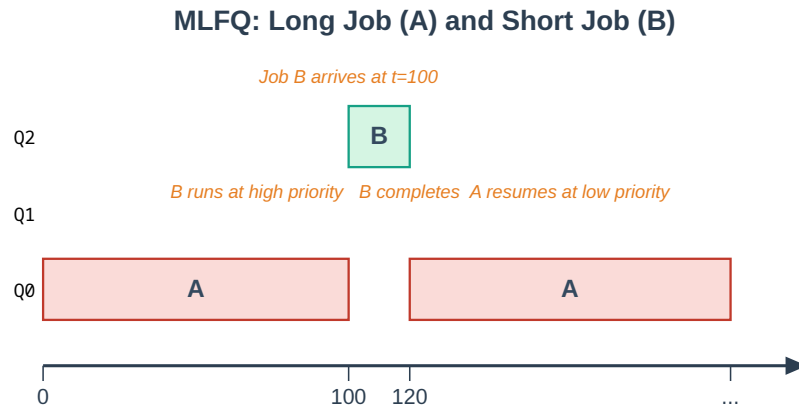 MLFQ: Long Job (A) and Short Job (B)
Job B arrives at t=100
Q2
B
B runs at high priority
B completes
A resumes at low priority
Q1
Q0
A
A
0
100
120
...